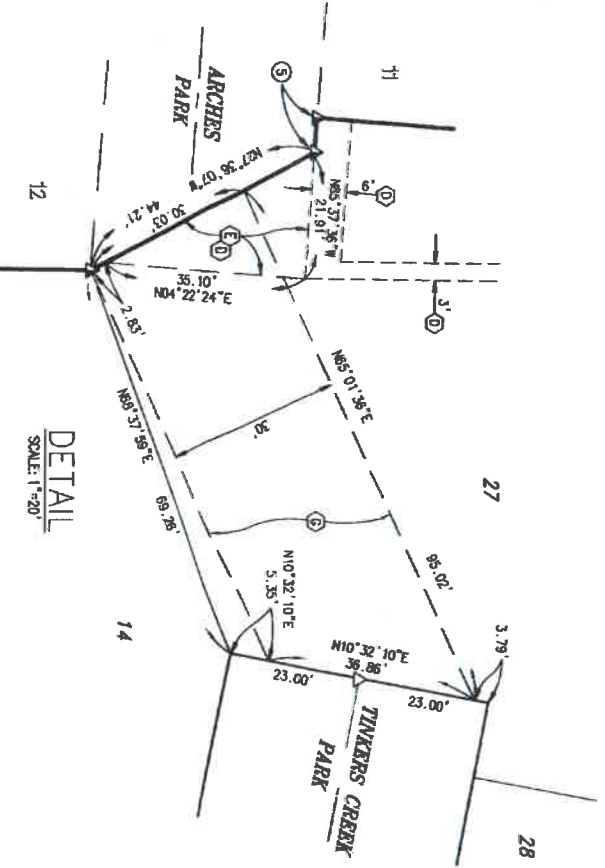 11
5
ARCHES
PARK
12
N27°36'07"W
44.21'
30.03'
N85°37'36"W
21.91'
6'
D
E
D
35.10'
N04°22'24"E
2.83'
3'
D
27
N65°01'36"E
95.02'
30'
G
N68°37'59"E
69.26'
14
N10°32'10"E
5.35'
N10°32'10"E
36.86'
23.00'
23.00'
3.79'
TINKERS CREEK
PARK
28
DETAIL
SCALE: 1"=20'